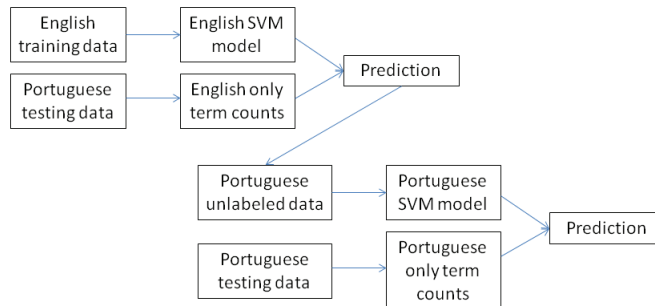 English
training data
English SVM
model
Prediction
Portuguese
testing data
English only
term counts
Portuguese
unlabeled data
Portuguese
SVM model
Prediction
Portuguese
testing data
Portuguese
only term
counts